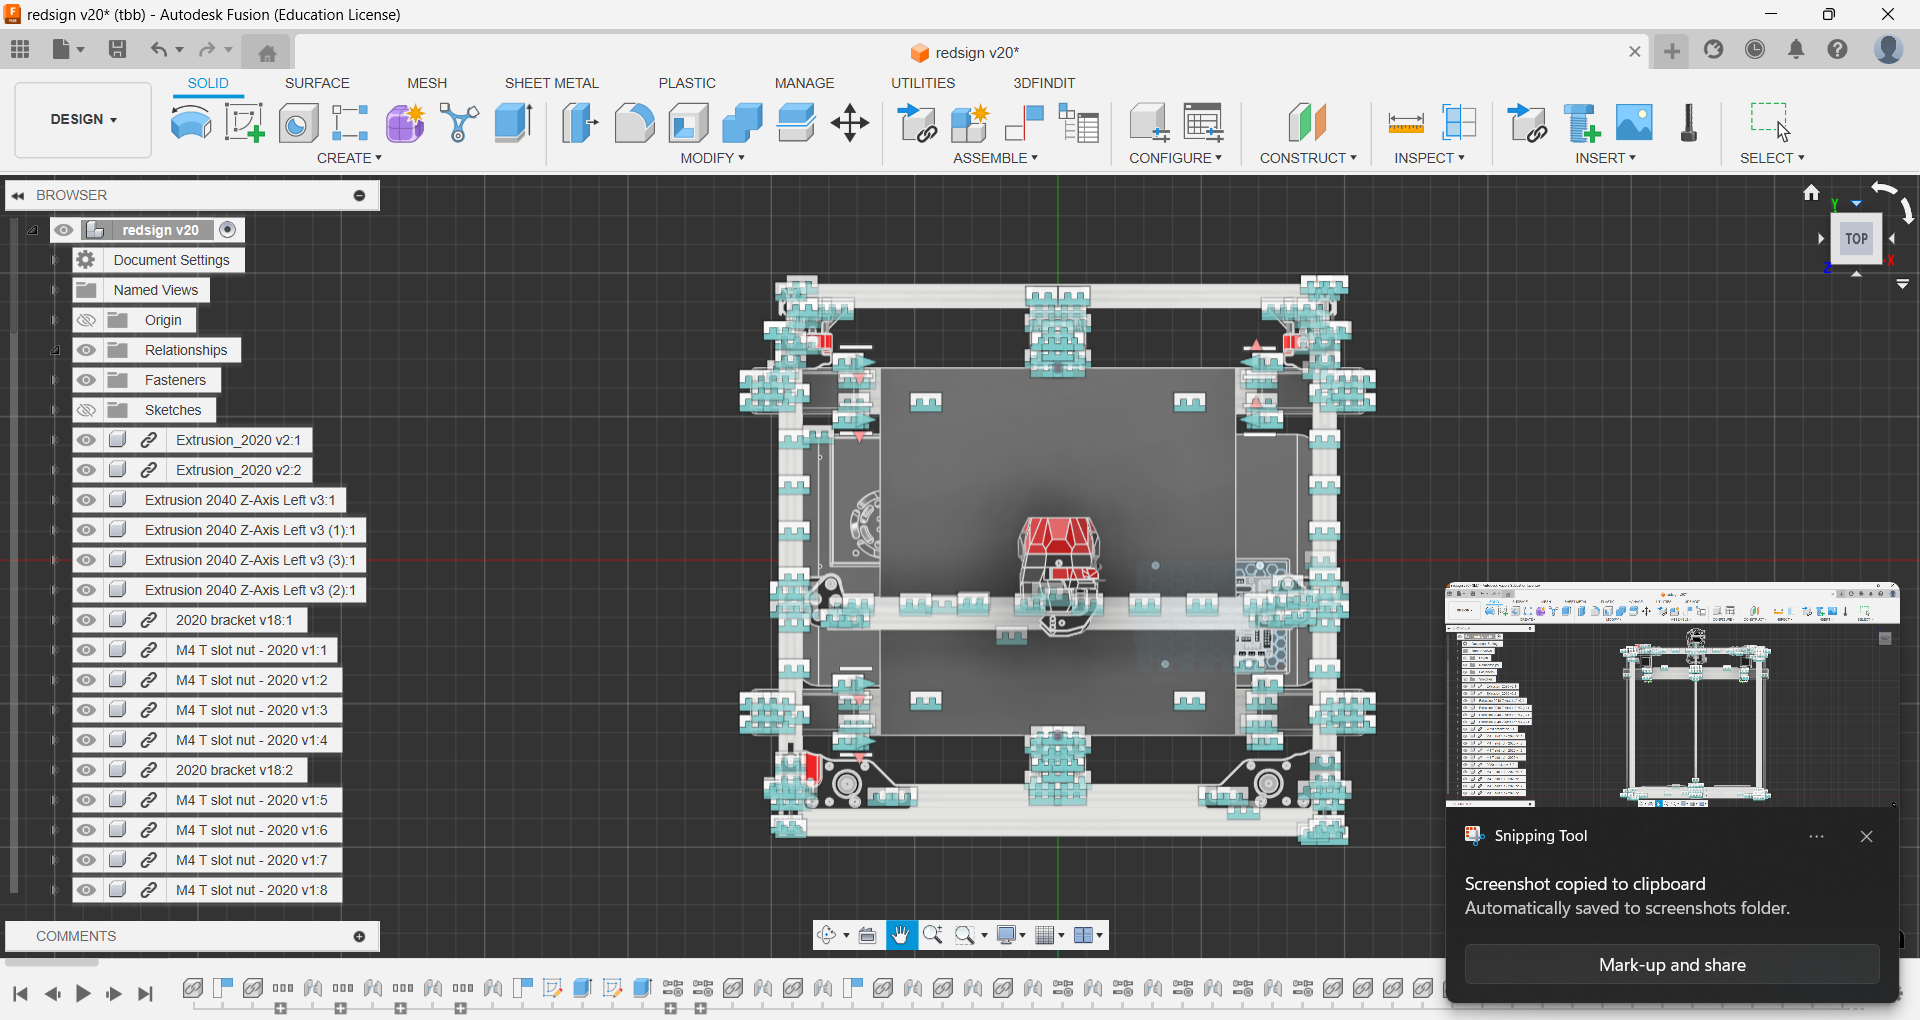 redsign v20* (tbb) - Autodesk Fusion (Education License)
redsign v20*
SOLID
SURFACE
MESH
SHEET METAL
PLASTIC
MANAGE
UTILITIES
3DFINDIT
DESIGN
CREATE
MODIFY
ASSEMBLE
CONFIGURE
CONSTRUCT
INSPECT
INSERT
SELECT
BROWSER
redsign v20
Document Settings
Named Views
Origin
Relationships
Fasteners
Sketches
Extrusion_2020 v2:1
Extrusion_2020 v2:2
Extrusion 2040 Z-Axis Left v3:1
Extrusion 2040 Z-Axis Left v3 (1):1
Extrusion 2040 Z-Axis Left v3 (3):1
Extrusion 2040 Z-Axis Left v3 (2):1
2020 bracket v18:1
M4 T slot nut - 2020 v1:1
M4 T slot nut - 2020 v1:2
M4 T slot nut - 2020 v1:3
M4 T slot nut - 2020 v1:4
2020 bracket v18:2
M4 T slot nut - 2020 v1:5
M4 T slot nut - 2020 v1:6
M4 T slot nut - 2020 v1:7
M4 T slot nut - 2020 v1:8
COMMENTS
Y
TOP
X
Z
Snipping Tool
Screenshot copied to clipboard
Automatically saved to screenshots folder.
Mark-up and share